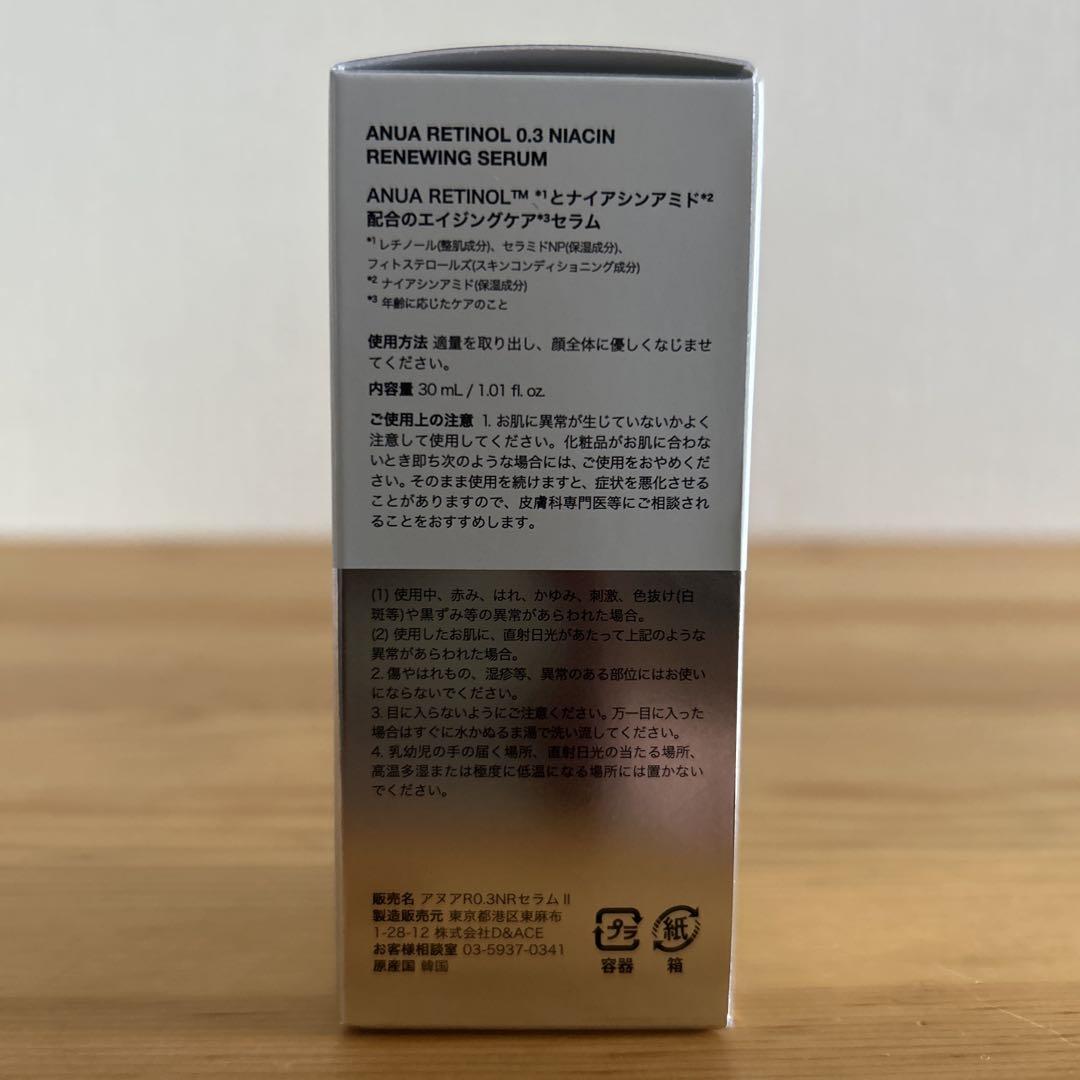 ANUA RETINOL 0.3 NIACIN
RENEWING SERUM
ANUA RETINOL™ *1とナイアシンアミド*2
配合のエイジングケア*3セラム
*1 レチノール(整肌成分)、セラミドNP(保湿成分)、
フィトステロールズ(スキンコンディショニング成分)
*2 ナイアシンアミド(保湿成分)
*3 年齢に応じたケアのこと
使用方法 適量を取り出し、顔全体に優しくなじませ
てください。
内容量 30 mL / 1.01 fl. oz.
ご使用上の注意 1. お肌に異常が生じていないかよく
注意して使用してください。化粧品がお肌に合わな
いとき即ち次のような場合には、ご使用をおやめくだ
さい。そのまま使用を続けますと、症状を悪化させる
ことがありますので、皮膚科専門医等にご相談され
ることをおすすめします。
(1) 使用中、赤み、はれ、かゆみ、刺激、色抜け(白
斑等)や黒ずみ等の異常があらわれた場合。
(2) 使用したお肌に、直射日光があたって上記のような
異常があらわれた場合。
2. 傷やはれもの、湿疹等、異常のある部位にはお使い
にならないでください。
3. 目に入らないようにご注意ください。万一目に入った
場合はすぐに水かぬるま湯で洗い流してください。
4. 乳幼児の手の届く場所、直射日光の当たる場所、
高温多湿または極度に低温になる場所には置かない
でください。
販売名 アヌアR0.3NRセラムⅡ
製造販売元 東京都港区東麻布
1-28-12 株式会社D&ACE
お客様相談室 03-5937-0341
原産国 韓国
プラ 紙
容器 箱